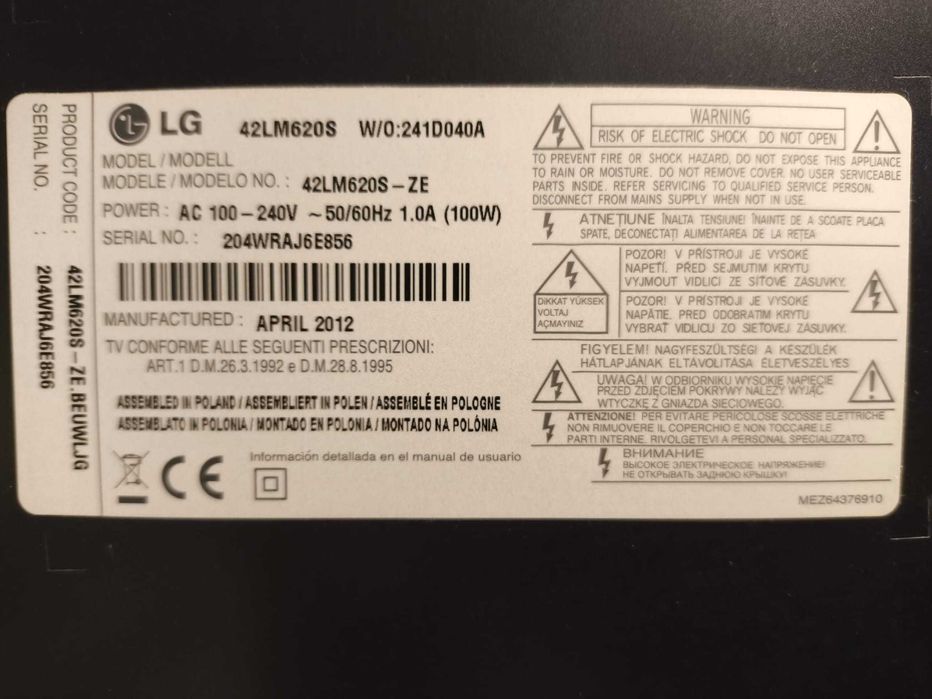 PRODUCT CODE : 42LM620S - ZE.BEUWLJG
SERIAL NO. : 204WRAJ6E856
LG 42LM620S W/O:241D040A
MODEL / MODELL
MODELE / MODELO NO. : 42LM620S - ZE
POWER : AC 100 - 240V ~ 50/60Hz 1.0A (100W)
SERIAL NO. : 204WRAJ6E856
MANUFACTURED : APRIL 2012
TV CONFORME ALLE SEGUENTI PRESCRIZIONI:
ART.1 D.M.26.3.1992 e D.M.28.8.1995
ASSEMBLED IN POLAND / ASSEMBLIERT IN POLEN / ASSEMBLÉ EN POLOGNE
ASSEMBLATO IN POLONIA / MONTADO EN POLONIA / MONTADO NA POLÓNIA
CE
Información detallada en el manual de usuario
WARNING
RISK OF ELECTRIC SHOCK DO NOT OPEN
TO PREVENT FIRE OR SHOCK HAZARD, DO NOT EXPOSE THIS APPLIANCE
TO RAIN OR MOISTURE. DO NOT REMOVE COVER. NO USER SERVICEABLE
PARTS INSIDE. REFER SERVICING TO QUALIFIED SERVICE PERSON.
DISCONNECT FROM MAINS SUPPLY WHEN NOT IN USE.
ATNEȚIUNE ÎNALTA TENSIUNE! ÎNAINTE DE A SCOATE PLACA
SPATE, DECONECTAȚI ALIMENTAREA DE LA REȚEA
DIKKAT YÜKSEK
VOLTAJ
AÇMAYINIZ
POZOR! V PŘÍSTROJI JE VYSOKÉ
NAPETÍ. PŘED SEJMUTIM KRYTU
VYJMOUT VIDLICI ZE SÍŤOVÉ ZÁSUVKY.
POZOR! V PRÍSTROJI JE VYSOKÉ
NAPÄTIE. PRED ODOBRATIM KRYTU
VYBRAŤ VIDLICU ZO SIEŤOVEJ ZÁSUVKY.
FIGYELEM! NAGYFESZÜLTSÉG! A KÉSZÜLÉK
HÁTLAPJÁNAK ELTÁVOLÍTÁSA ÉLETVESZÉLYES
UWAGA! W ODBIORNIKU WYSOKIE NAPIĘCIE
PRZED ZDJĘCIEM POKRYWY NALEŻY WYJĄĆ
WTYCZKĘ Z GNIAZDA SIECIOWEGO.
ATTENZIONE! PER EVITARE PERICOLOSE SCOSSE ELETTRICHE
NON RIMUOVERE IL COPERCHIO E NON TOCCARE LE
PARTI INTERNE. RIVOLGETEVI A PERSONAL SPECIALIZZATO.
ВНИМАНИЕ
ВЫСОКОЕ ЭЛЕКТРИЧЕСКОЕ НАПРЯЖЕНИЕ!
НЕ ОТКРЫВАТЬ ЗАДНЮЮ КРЫШКУ!
MEZ64376910